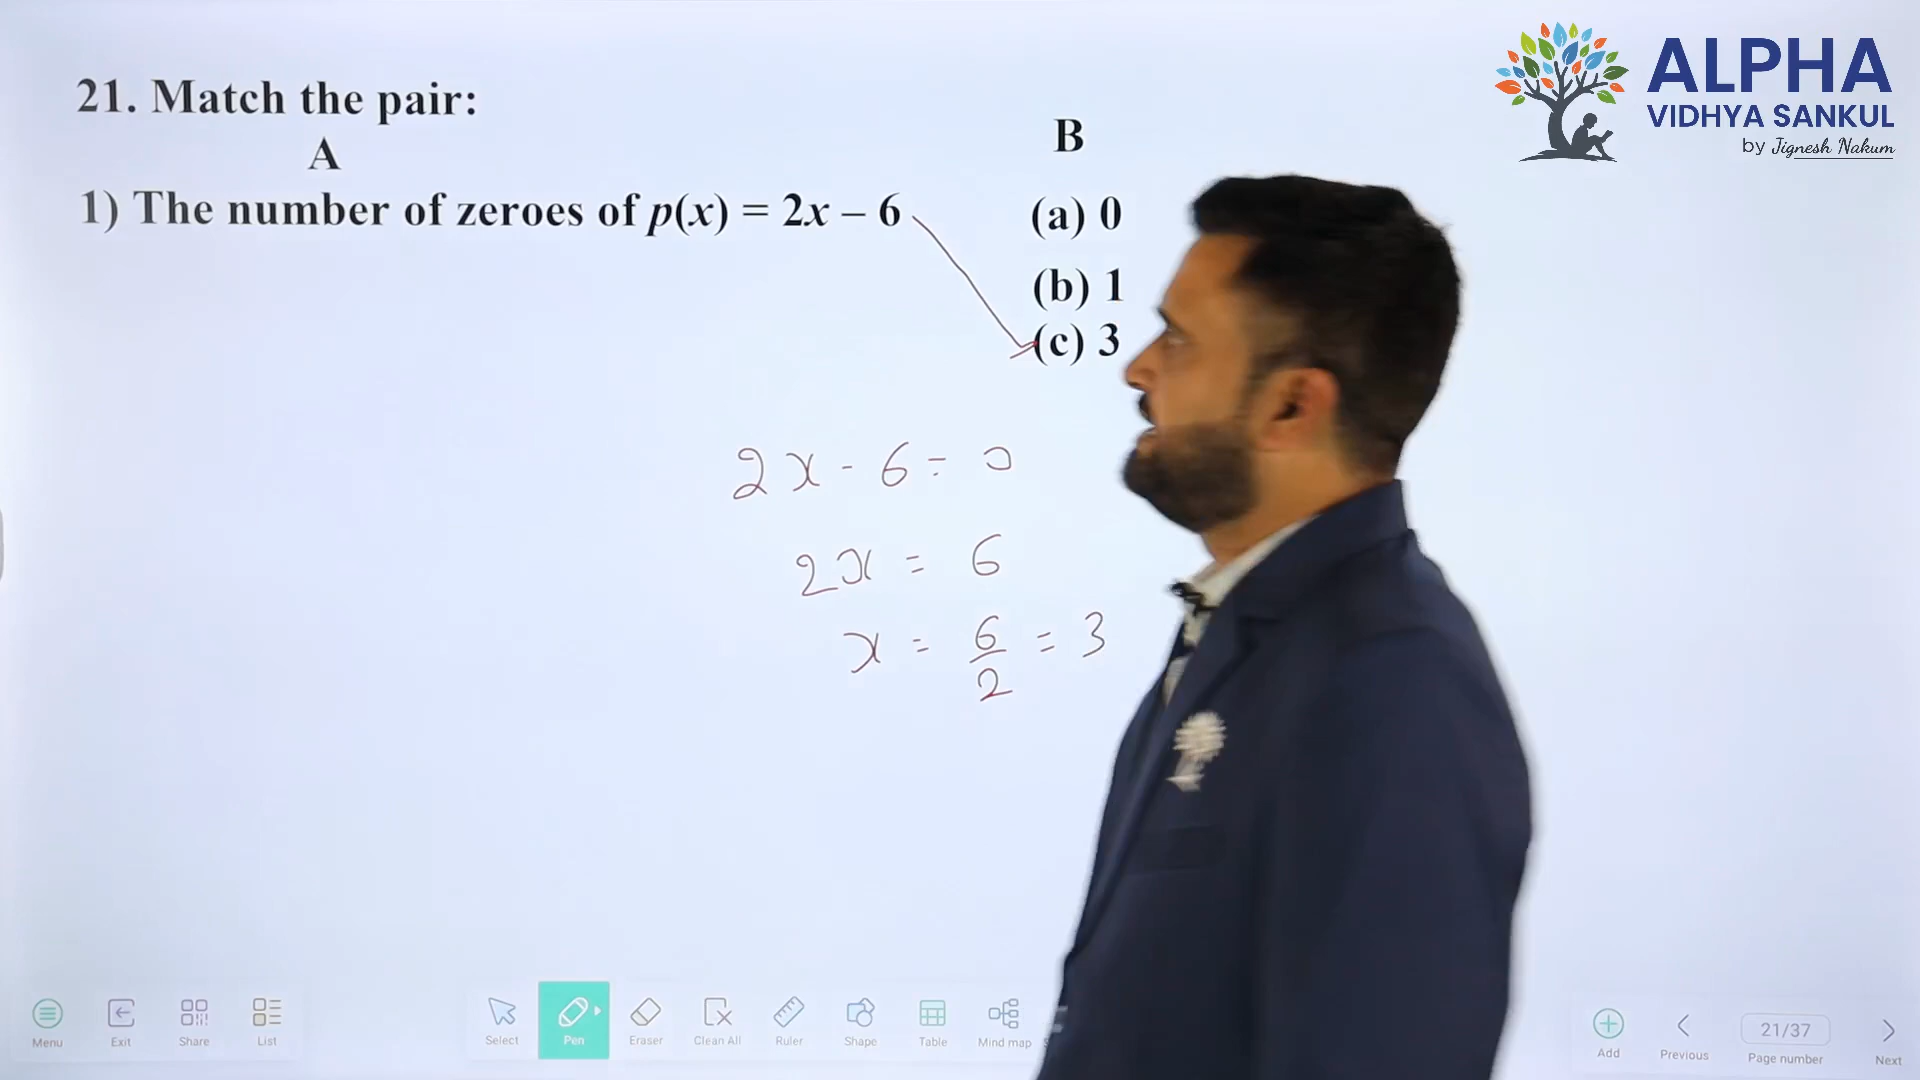 ALPHA
VIDHYA SANKUL
by Jignesh Nakum
21. Match the pair:
A
B
1) The number of zeroes of p(x) = 2x – 6
(a) 0
(b) 1
(c) 3
2x - 6 = 0
2x = 6
x = 6/2 = 3
Menu
Exit
Share
List
Select
Pen
Eraser
Clean All
Ruler
Shape
Table
Mind map
Add
Previous
21/37
Page number
Next